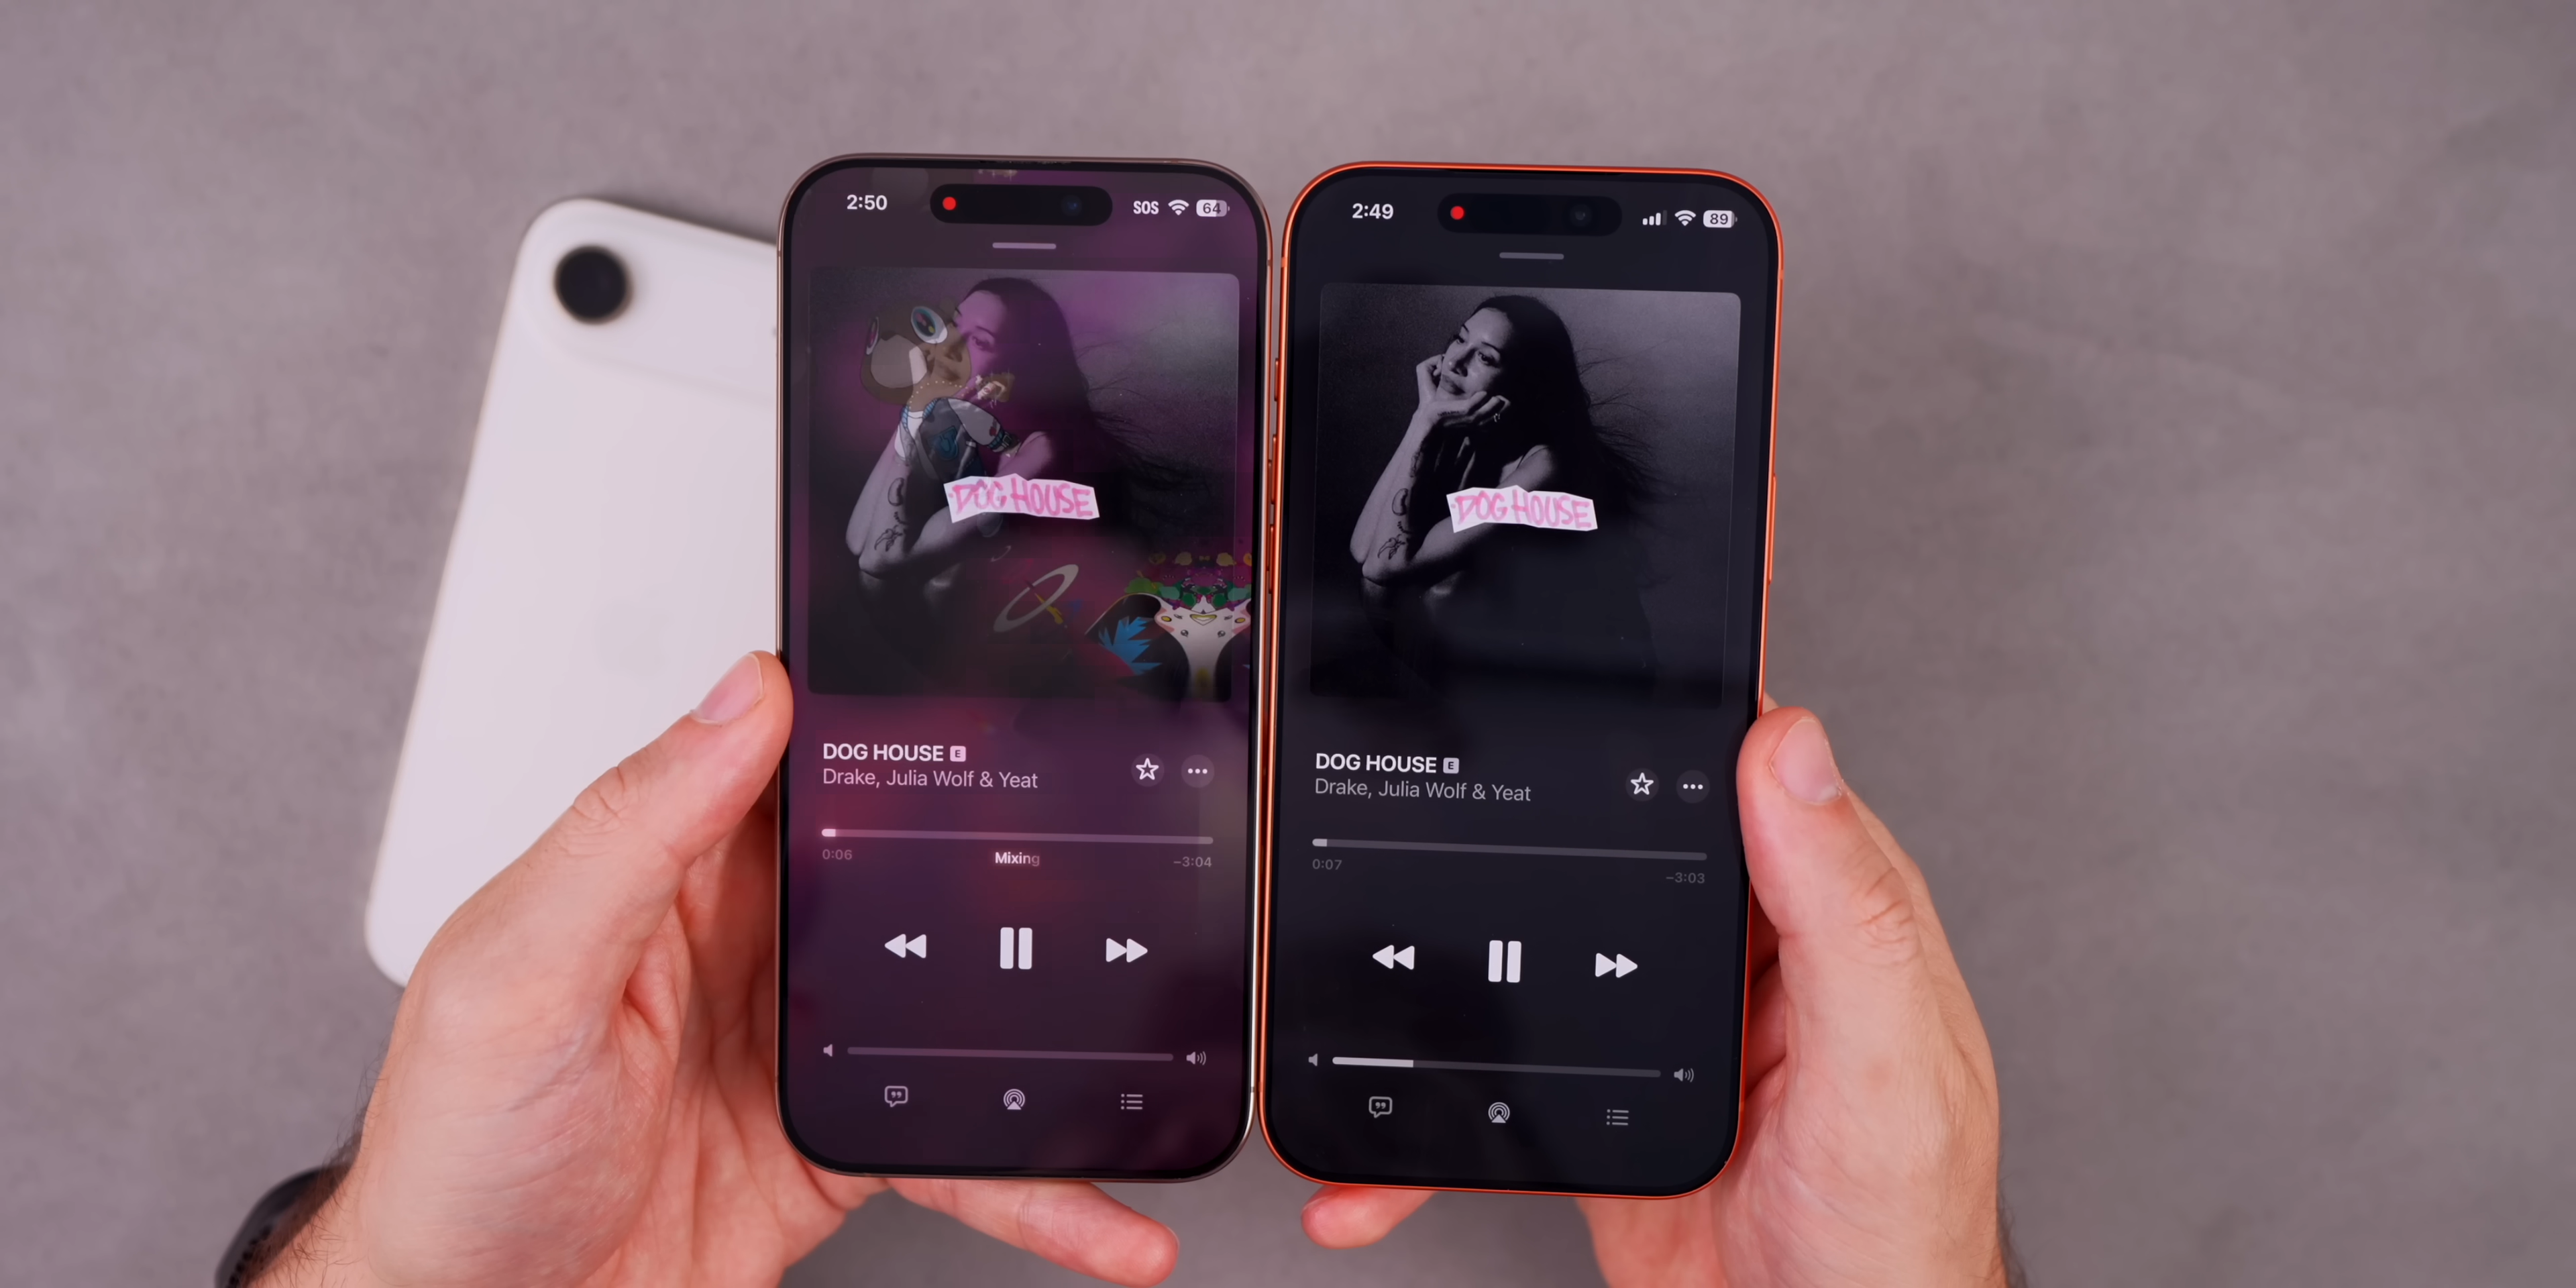 2:50
SOS
64
DOG HOUSE
DOG HOUSE E
Drake, Julia Wolf & Yeat
0:06
Mixing
-3:04
2:49
89
DOG HOUSE
DOG HOUSE E
Drake, Julia Wolf & Yeat
0:07
-3:03